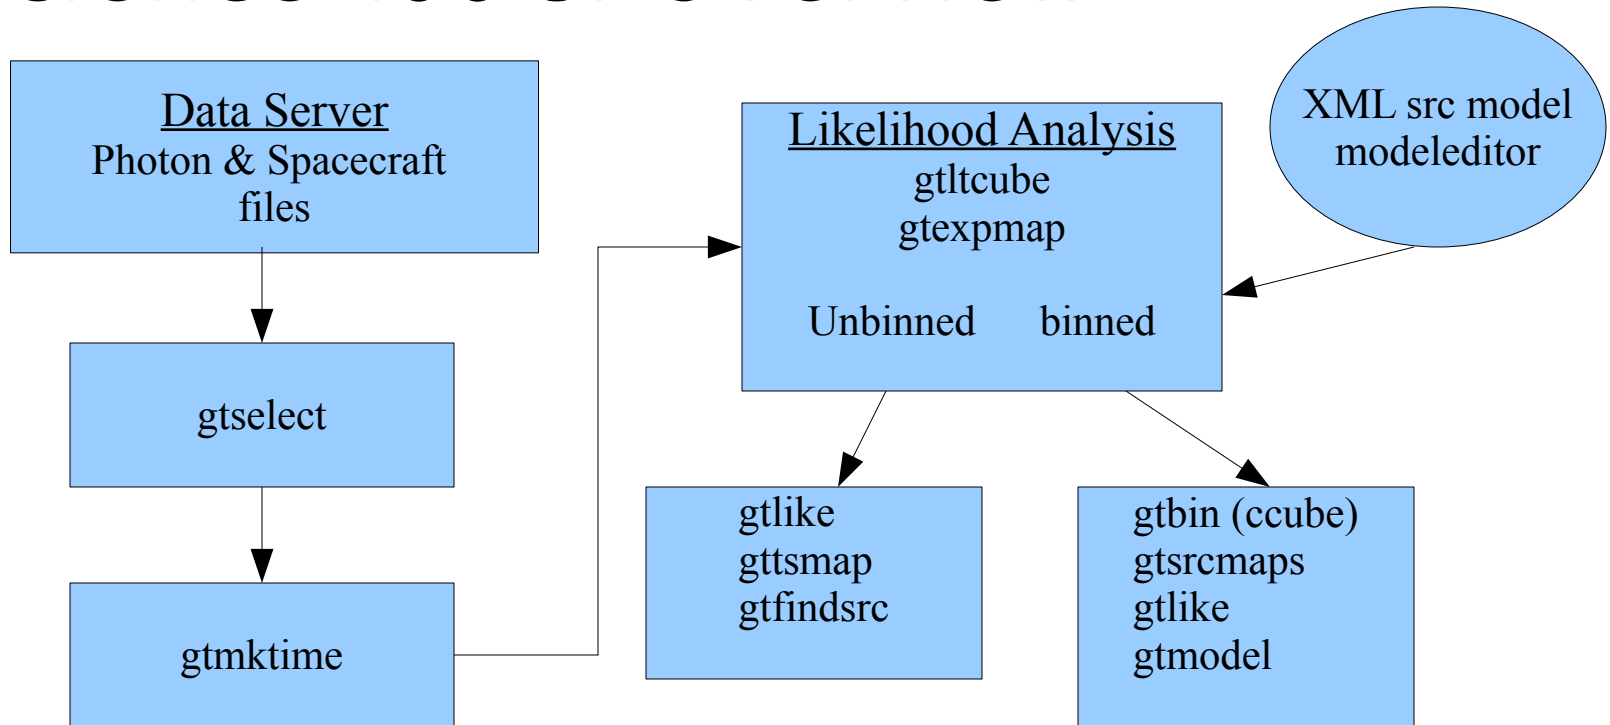 Data Server
Photon & Spacecraft
files
gtselect
gtmktime
Likelihood Analysis
gtltcube
gtexpmap
Unbinned binned
XML src model
modeleditor
gtlike
gttsmap
gtfindsrc
gtbin (ccube)
gtsrcmaps
gtlike
gtmodel